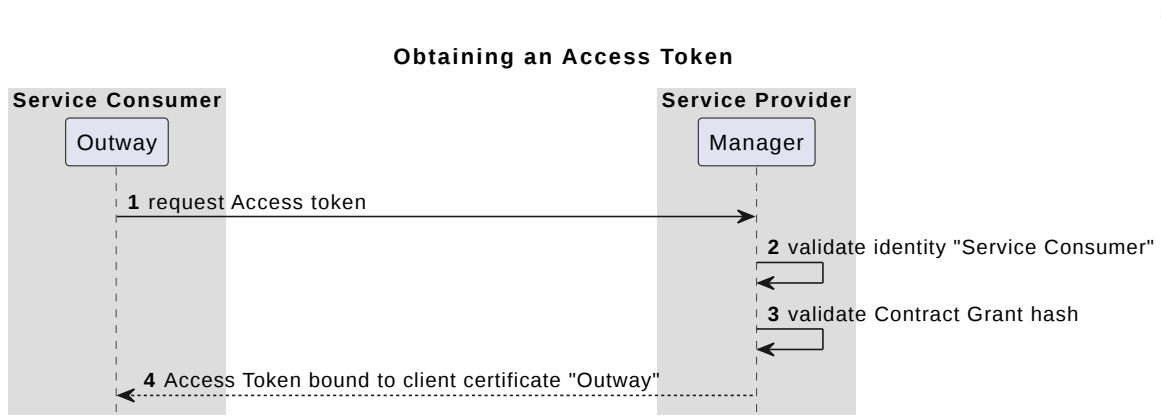 Obtaining an Access Token
Service Consumer
Service Provider
Outway
Manager
1 request Access token
2 validate identity "Service Consumer"
3 validate Contract Grant hash
4 Access Token bound to client certificate "Outway"